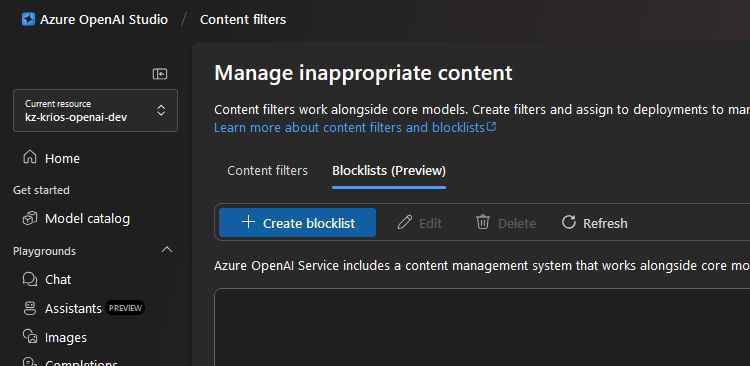 Azure OpenAI Studio / Content filters
Current resource
kz-krios-openai-dev
Home
Get started
Model catalog
Playgrounds
Chat
Assistants PREVIEW
Images
Completions
Manage inappropriate content
Content filters work alongside core models. Create filters and assign to deployments to
Learn more about content filters and blocklists
Content filters Blocklists (Preview)
+ Create blocklist Edit Delete Refresh
Azure OpenAI Service includes a content management system that works alongside core